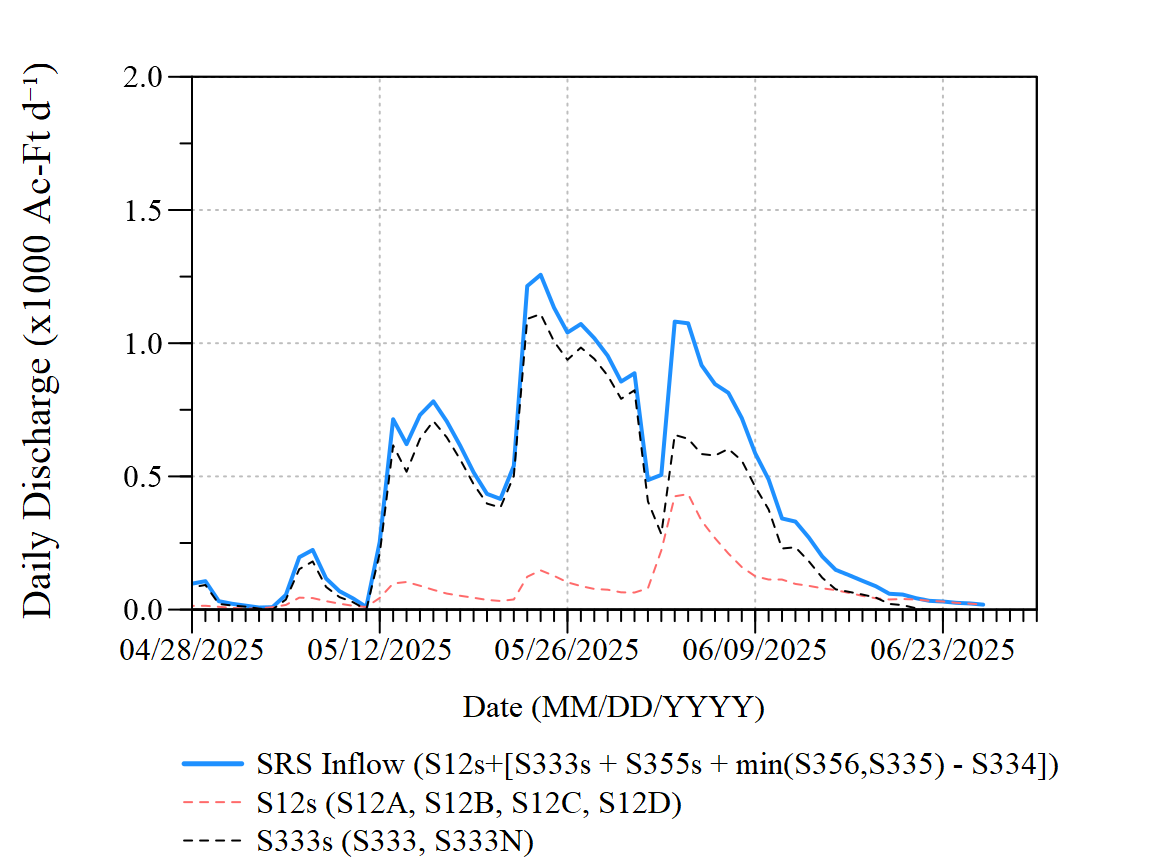 Daily Discharge (x1000 Ac-Ft d⁻¹)
2.0
1.5
1.0
0.5
0.0
04/28/2025 05/12/2025 05/26/2025 06/09/2025 06/23/2025
Date (MM/DD/YYYY)
SRS Inflow (S12s+[S333s + S355s + min(S356,S335) - S334])
S12s (S12A, S12B, S12C, S12D)
S333s (S333, S333N)